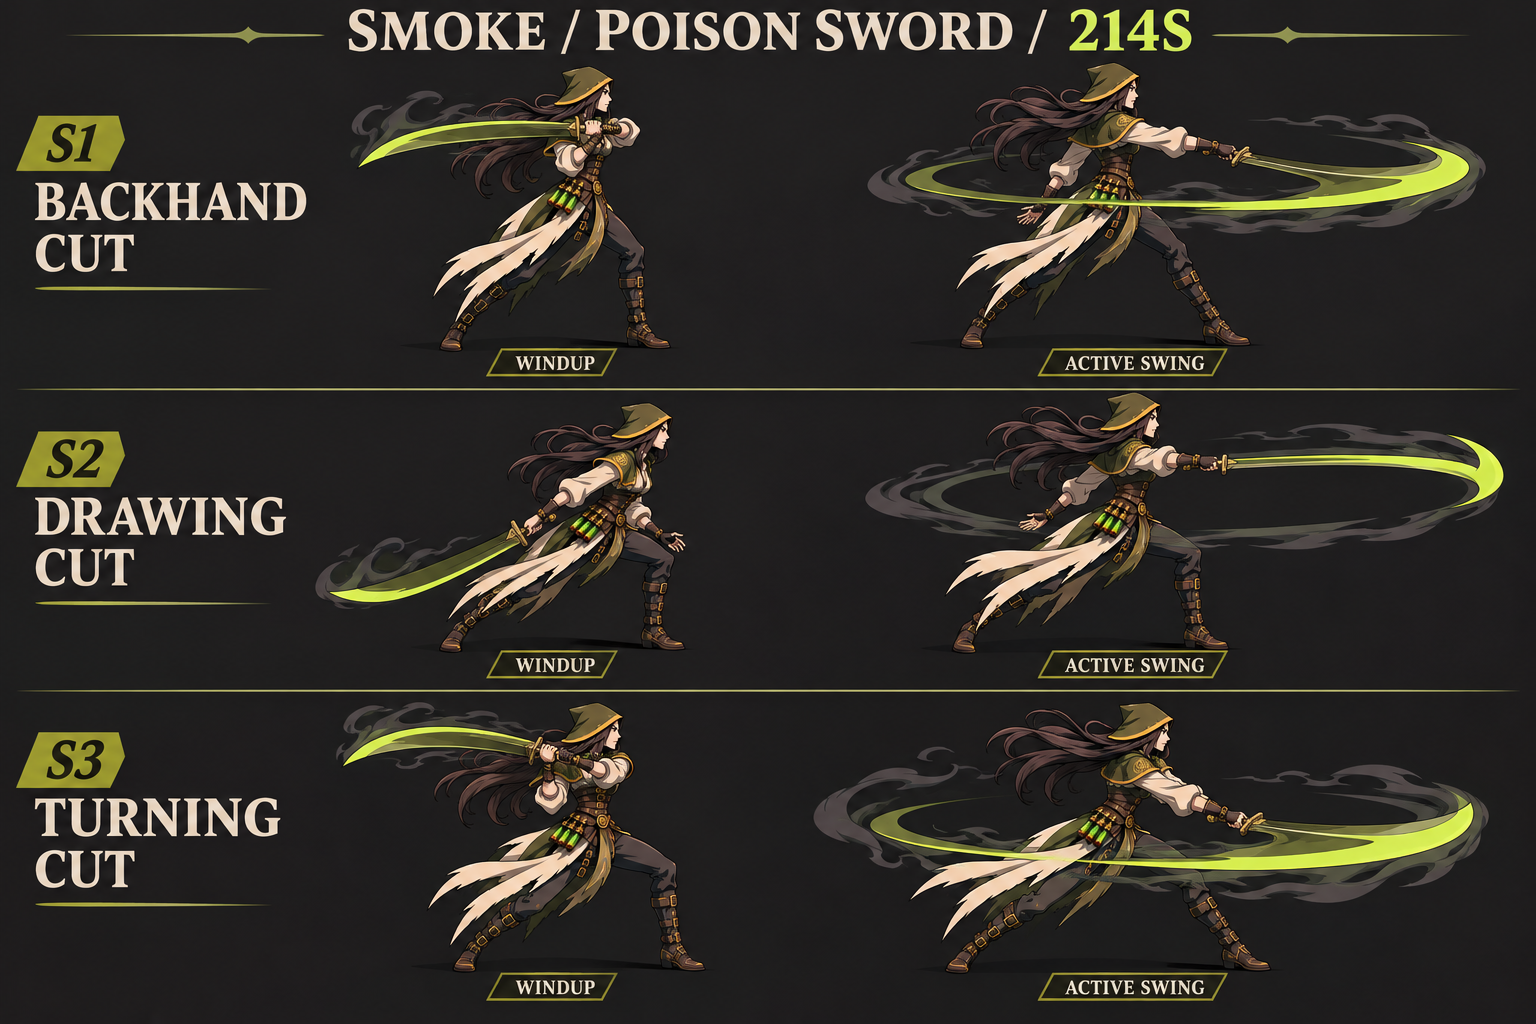 SMOKE / POISON SWORD / 214S
S1
BACKHAND
CUT
WINDUP
ACTIVE SWING
S2
DRAWING
CUT
WINDUP
ACTIVE SWING
S3
TURNING
CUT
WINDUP
ACTIVE SWING